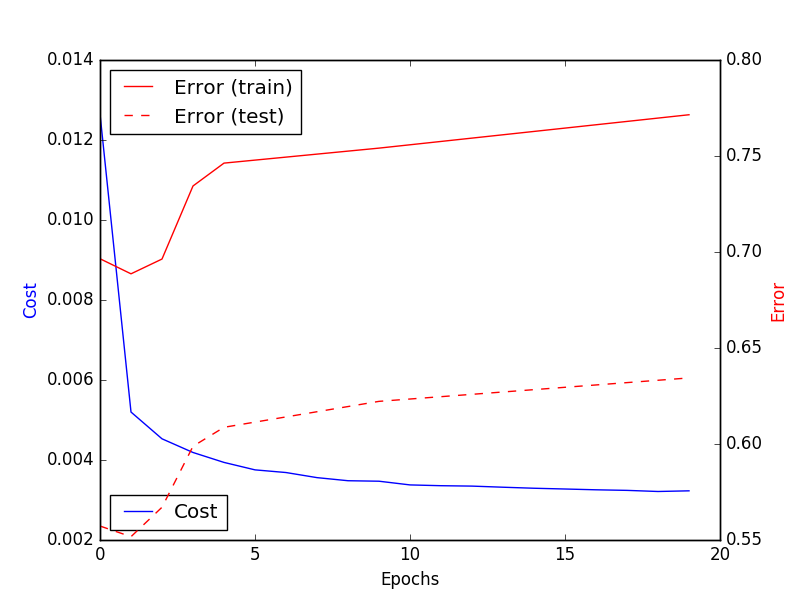 0.014
0.012
0.010
0.008
0.006
0.004
0.002
Cost
Error (train)
Error (test)
Cost
0.80
0.75
0.70
0.65
0.60
0.55
Error
0 5 10 15 20
Epochs